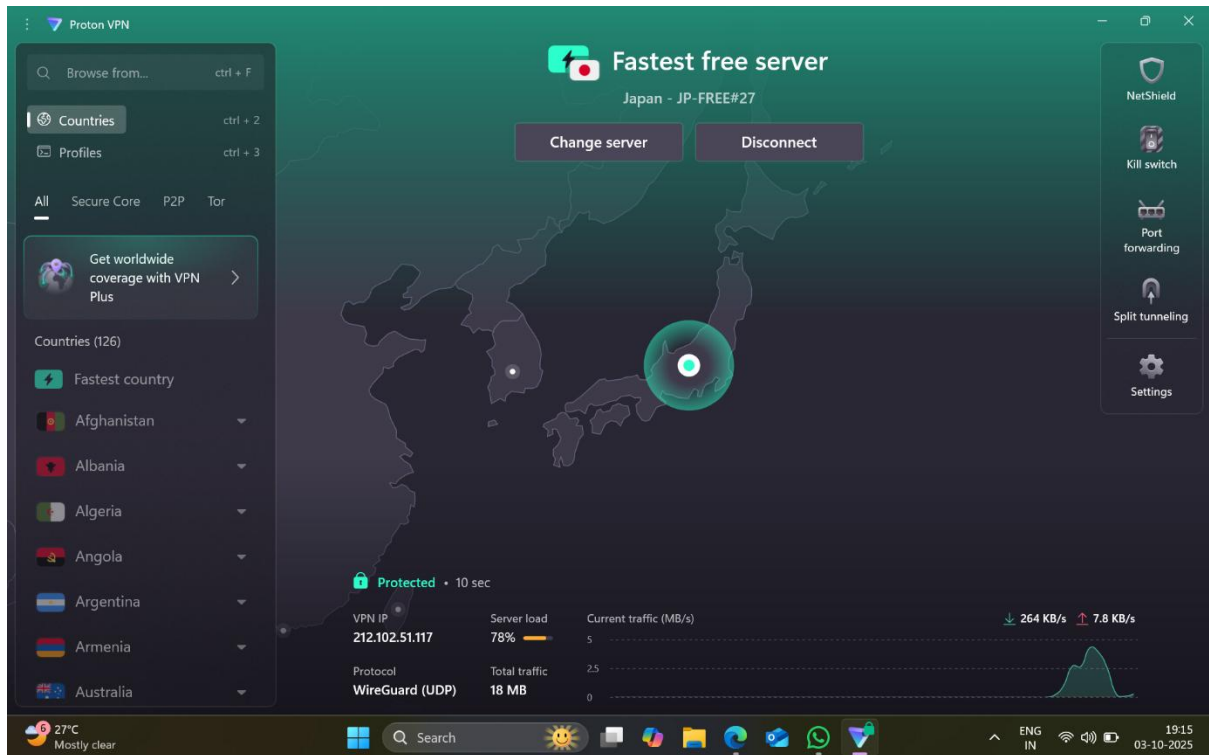 Proton VPN
Browse from... ctrl + F
Countries ctrl + 2
Profiles ctrl + 3
All Secure Core P2P Tor
Get worldwide
coverage with VPN
Plus
Countries (126)
Fastest country
Afghanistan
Albania
Algeria
Angola
Argentina
Armenia
Australia
Fastest free server
Japan - JP-FREE#27
Change server Disconnect
NetShield
Kill switch
Port
forwarding
Split tunneling
Settings
Protected • 10 sec
VPN IP
212.102.51.117
Server load
78%
Protocol
WireGuard (UDP)
Total traffic
18 MB
Current traffic (MB/s)
264 KB/s 7.8 KB/s
5
2.5
0
6
27°C
Mostly clear
Search
ENG
IN
19:15
03-10-2025